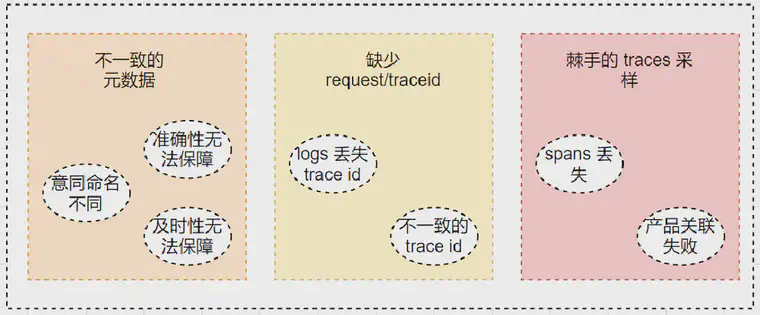 不一致的
元数据
准确性无
法保障
意同命名
不同
及时性无
法保障
缺少
request/traceid
logs 丢失
trace id
不一致的
trace id
棘手的 traces 采
样
spans 丢
失
产品关联
失败